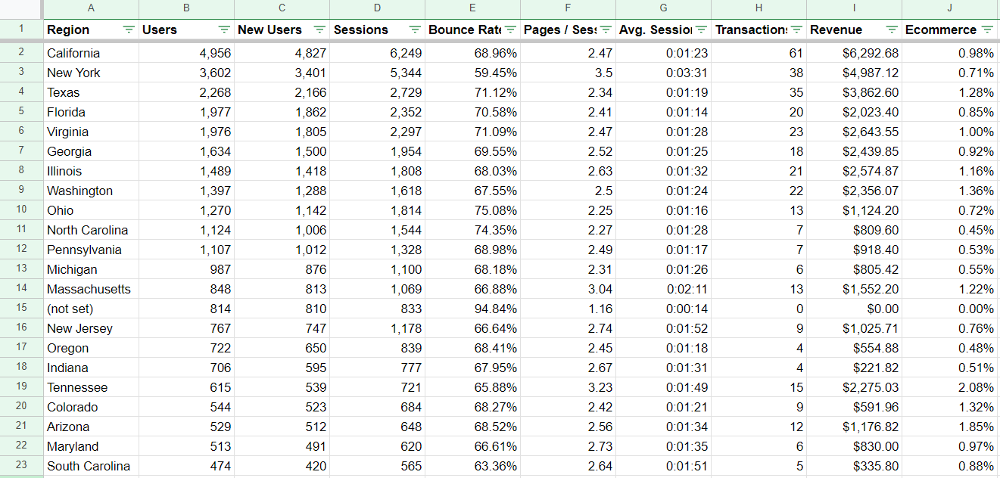 A B C D E F G H I J
1 Region Users New Users Sessions Bounce Rate Pages / Sess Avg. Session Transactions Revenue Ecommerce
2 California 4,956 4,827 6,249 68.96% 2.47 0:01:23 61 $6,292.68 0.98%
3 New York 3,602 3,401 5,344 59.45% 3.5 0:03:31 38 $4,987.12 0.71%
4 Texas 2,268 2,166 2,729 71.12% 2.34 0:01:19 35 $3,862.60 1.28%
5 Florida 1,977 1,862 2,352 70.58% 2.41 0:01:14 20 $2,023.40 0.85%
6 Virginia 1,976 1,805 2,297 71.09% 2.47 0:01:28 23 $2,643.55 1.00%
7 Georgia 1,634 1,500 1,954 69.55% 2.52 0:01:25 18 $2,439.85 0.92%
8 Illinois 1,489 1,418 1,808 68.03% 2.63 0:01:32 21 $2,574.87 1.16%
9 Washington 1,397 1,288 1,618 67.55% 2.5 0:01:24 22 $2,356.07 1.36%
10 Ohio 1,270 1,142 1,814 75.08% 2.25 0:01:16 13 $1,124.20 0.72%
11 North Carolina 1,124 1,006 1,544 74.35% 2.27 0:01:28 7 $809.60 0.45%
12 Pennsylvania 1,107 1,012 1,328 68.98% 2.49 0:01:17 7 $918.40 0.53%
13 Michigan 987 876 1,100 68.18% 2.31 0:01:26 6 $805.42 0.55%
14 Massachusetts 848 813 1,069 66.88% 3.04 0:02:11 13 $1,552.20 1.22%
15 (not set) 814 810 833 94.84% 1.16 0:00:14 0 $0.00 0.00%
16 New Jersey 767 747 1,178 66.64% 2.74 0:01:52 9 $1,025.71 0.76%
17 Oregon 722 650 839 68.41% 2.45 0:01:18 4 $554.88 0.48%
18 Indiana 706 595 777 67.95% 2.67 0:01:31 4 $221.82 0.51%
19 Tennessee 615 539 721 65.88% 3.23 0:01:49 15 $2,275.03 2.08%
20 Colorado 544 523 684 68.27% 2.42 0:01:21 9 $591.96 1.32%
21 Arizona 529 512 648 68.52% 2.56 0:01:34 12 $1,176.82 1.85%
22 Maryland 513 491 620 66.61% 2.73 0:01:35 6 $830.00 0.97%
23 South Carolina 474 420 565 63.36% 2.64 0:01:51 5 $335.80 0.88%